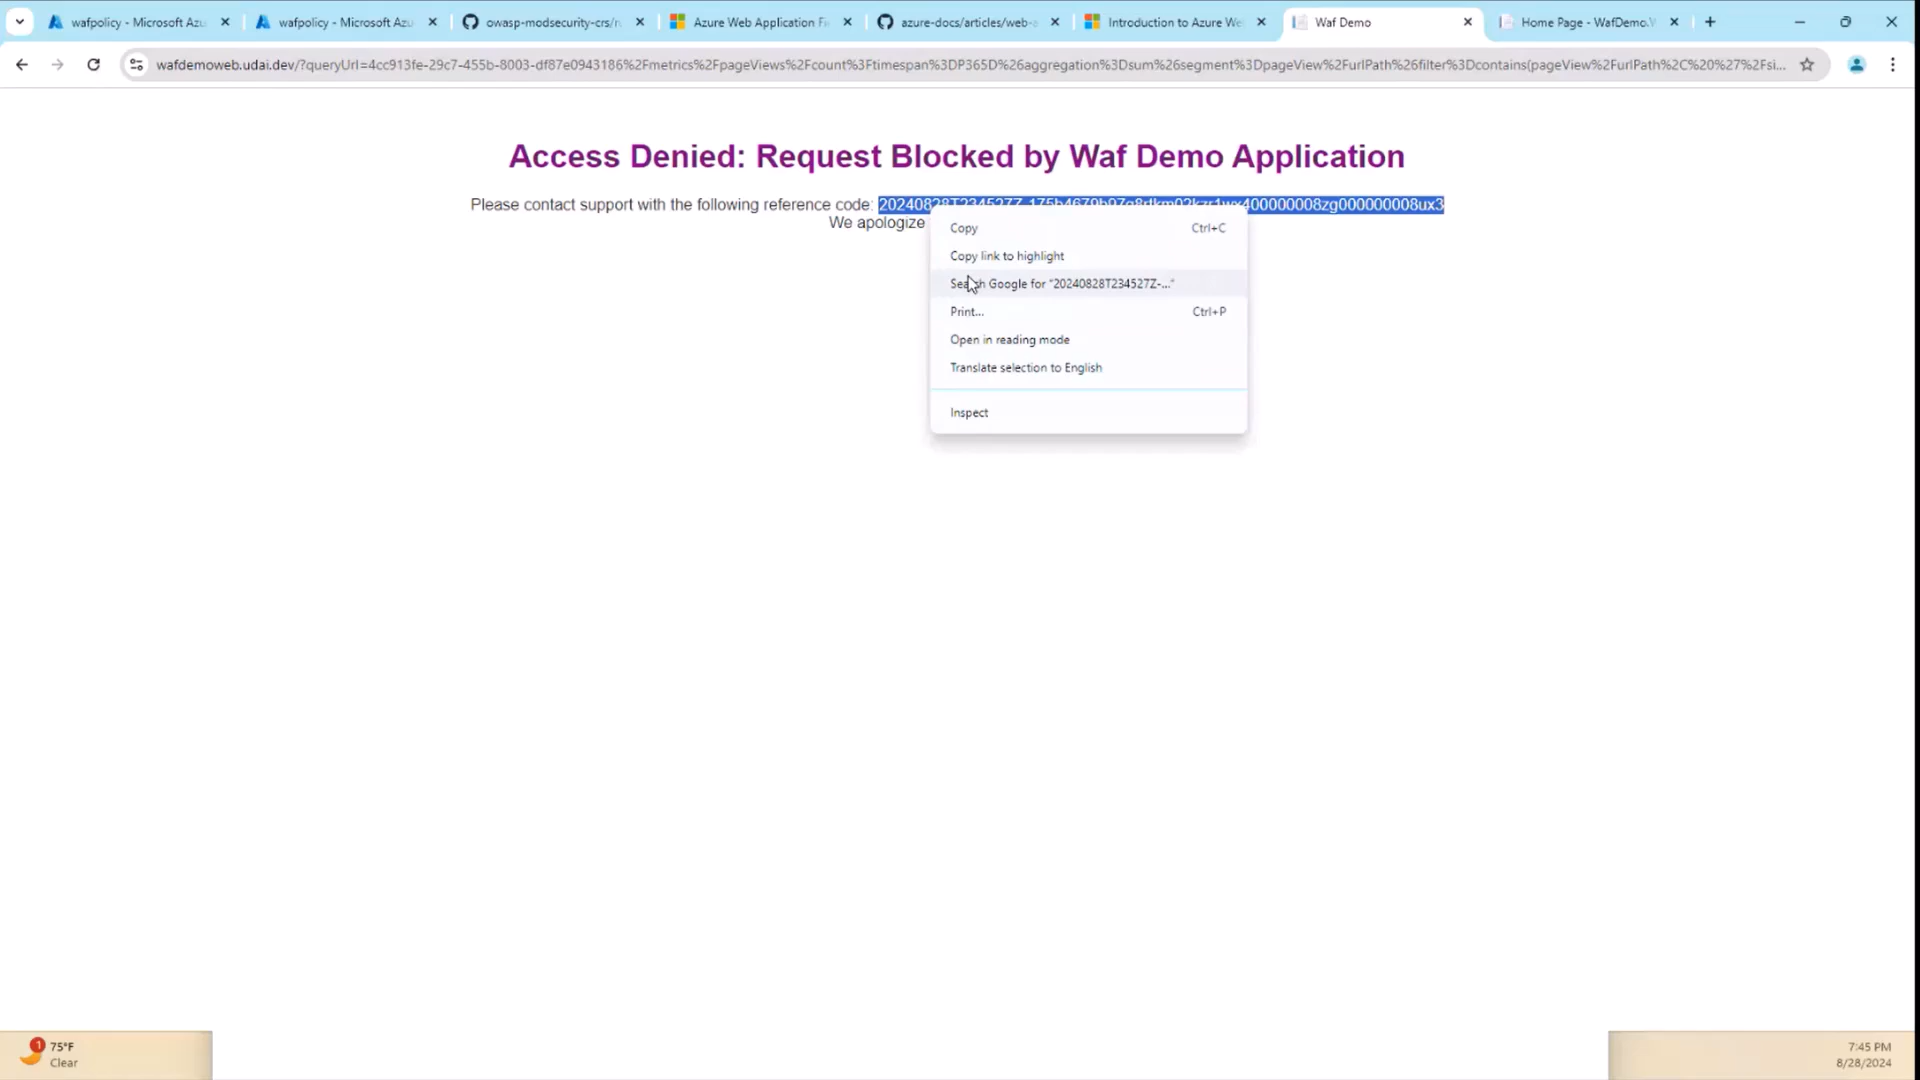 wafpolicy - Microsoft Azu
wafpolicy - Microsoft Azu
owasp-modsecurity-crs/r
Azure Web Application Fi
azure-docs/articles/web-a
Introduction to Azure We
Waf Demo
Home Page - WafDemo.W
wafdemoweb.udai.dev/?queryUrl=4cc913fe-29c7-455b-8003-df87e0943186%2Fmetrics%2FpageViews%2Fcount%3Ftimespan%3DP365D%26aggregation%3Dsum%26segment%3DpageView%2FurlPath%26filter%3Dcontains(pageView%2FurlPath%2C%20%27%2Fsi...
Access Denied: Request Blocked by Waf Demo Application
Please contact support with the following reference code:
We apologize
Copy Ctrl+C
Copy link to highlight
Search Google for "20240828T234527Z-..."
Print... Ctrl+P
Open in reading mode
Translate selection to English
Inspect
1
75°F
Clear
7:45 PM
8/28/2024